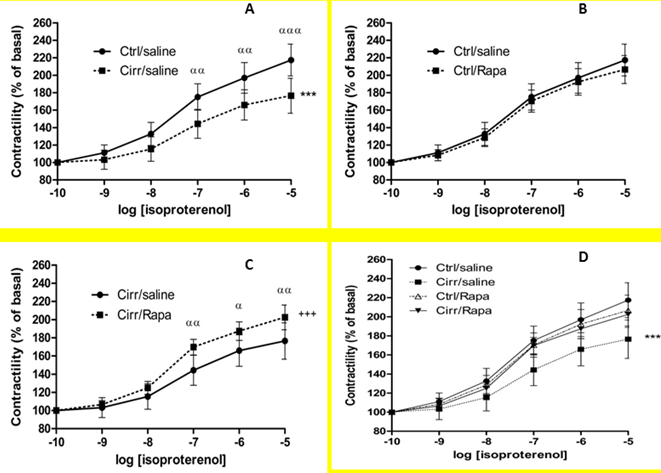 A
Contractility (% of basal)
260
240
220
200
180
160
140
120
100
80
Ctrl/saline
Cirr/saline
αα
αα
ααα
***
-10 -9 -8 -7 -6 -5
log [isoproterenol]
B
Contractility (% of basal)
260
240
220
200
180
160
140
120
100
80
Ctrl/saline
Ctrl/Rapa
-10 -9 -8 -7 -6 -5
log [isoproterenol]
C
Contractility (% of basal)
260
240
220
200
180
160
140
120
100
80
Cirr/saline
Cirr/Rapa
αα
α
αα
+++
-10 -9 -8 -7 -6 -5
log [isoproterenol]
D
Contractility (% of basal)
260
240
220
200
180
160
140
120
100
80
Ctrl/saline
Cirr/saline
Ctrl/Rapa
Cirr/Rapa
***
-10 -9 -8 -7 -6 -5
log [isoproterenol]